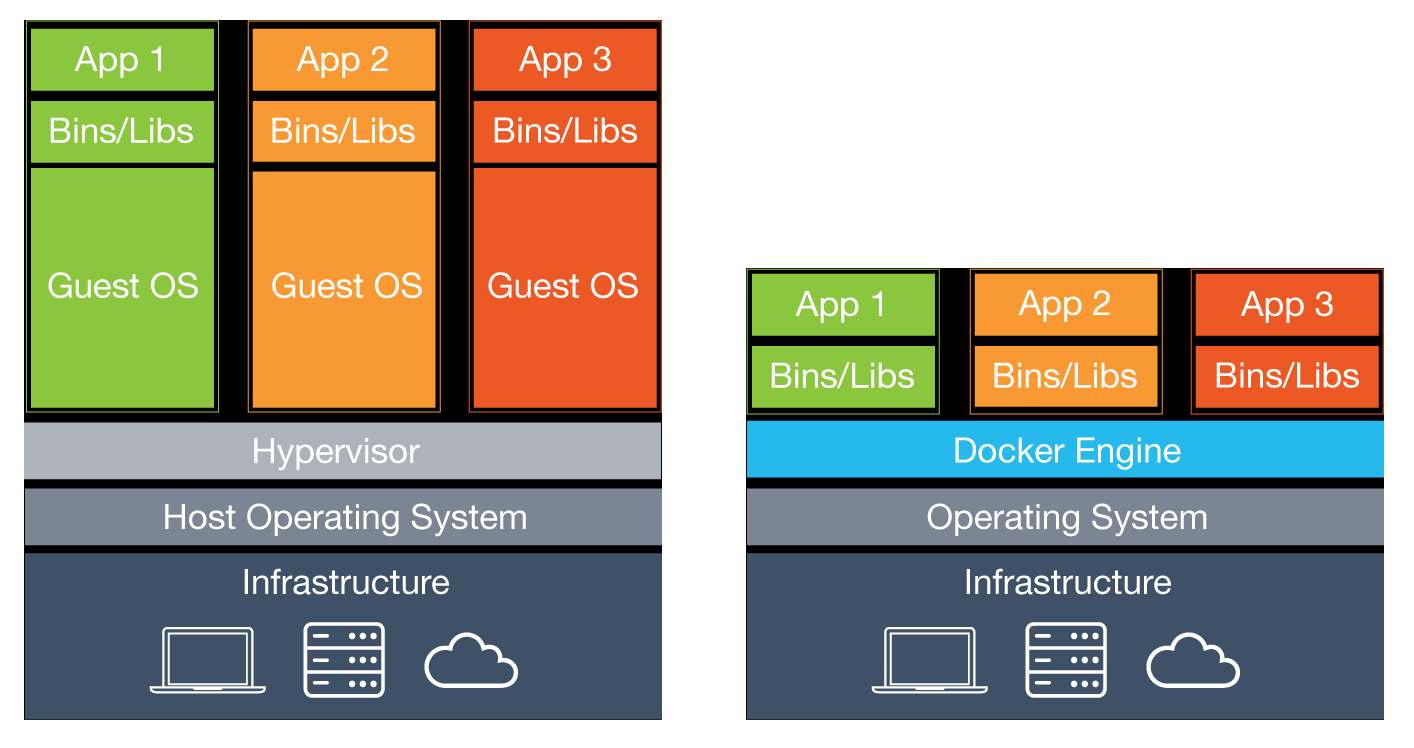 App 1
App 2
App 3
Bins/Libs
Bins/Libs
Bins/Libs
Guest OS
Guest OS
Guest OS
Hypervisor
Host Operating System
Infrastructure
App 1
App 2
App 3
Bins/Libs
Bins/Libs
Bins/Libs
Docker Engine
Operating System
Infrastructure